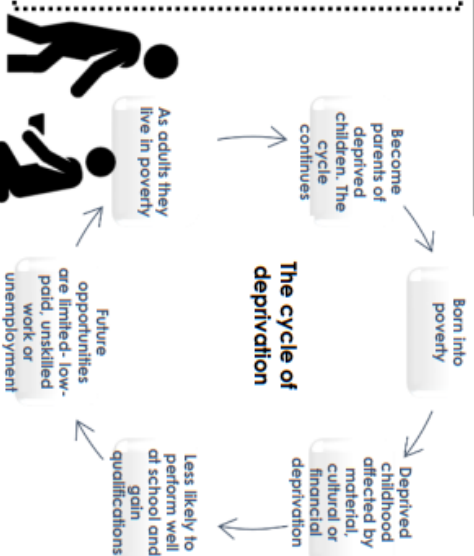 The cycle of
deprivation
Born into
poverty
Deprived
childhood
affected by
material,
cultural or
financial
deprivation
Less likely to
perform well
at school and
gain
qualifications
Future
opportunities
are limited- low-
paid, unskilled
work or
unemployment
As adults they
live in poverty
Become
parents of
deprived
children. The
cycle
continues